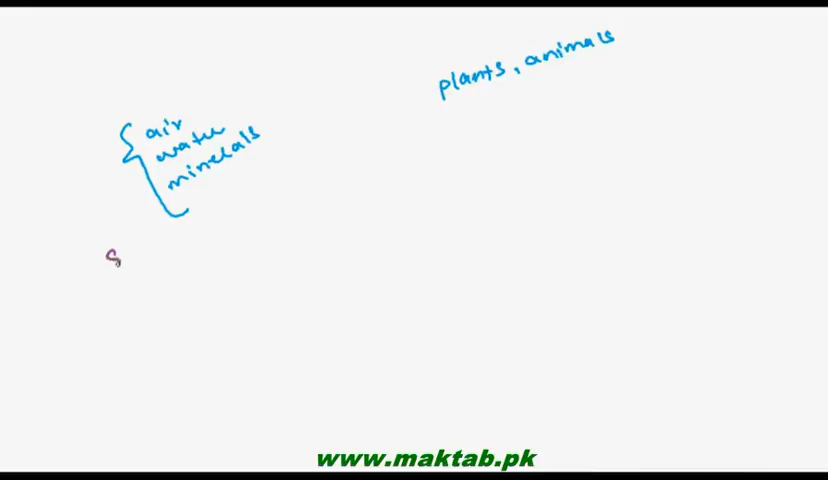 plants, animals
air
water
minerals
www.maktab.pk